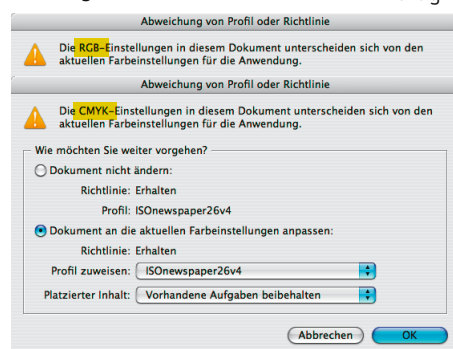 Abweichung von Profil oder Richtlinie
Die RGB-Einstellungen in diesem Dokument unterscheiden sich von den
aktuellen Farbeinstellungen für die Anwendung.
Abweichung von Profil oder Richtlinie
Die CMYK-Einstellungen in diesem Dokument unterscheiden sich von den
aktuellen Farbeinstellungen für die Anwendung.
Wie möchten Sie weiter vorgehen?
Dokument nicht ändern:
Richtlinie: Erhalten
Profil: ISOnewspaper26v4
Dokument an die aktuellen Farbeinstellungen anpassen:
Richtlinie: Erhalten
Profil zuweisen: ISOnewspaper26v4
Platzierter Inhalt: Vorhandene Aufgaben beibehalten
Abbrechen OK